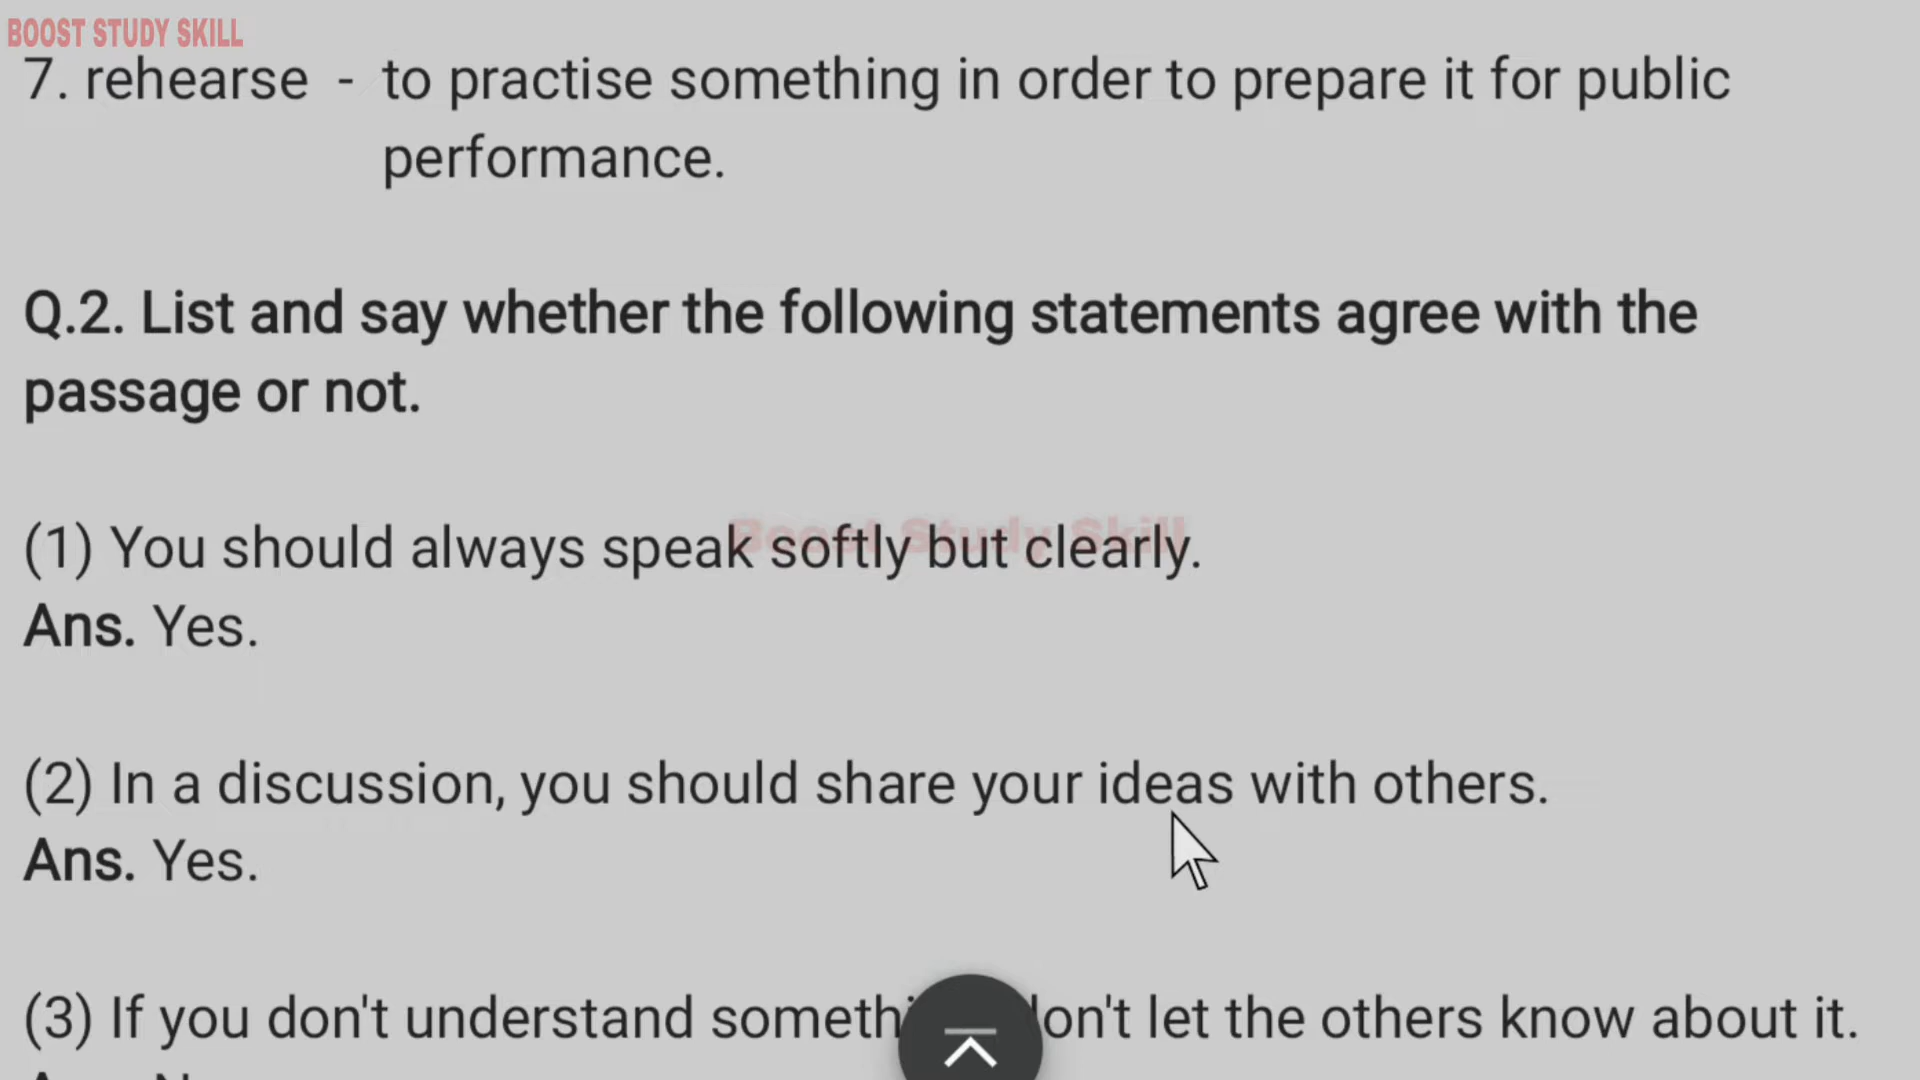 BOOST STUDY SKILL
7. rehearse - to practise something in order to prepare it for public
performance.
Q.2. List and say whether the following statements agree with the
passage or not.
(1) You should always speak softly but clearly.
Boost Study Skill
Ans. Yes.
(2) In a discussion, you should share your ideas with others.
Ans. Yes.
(3) If you don't understand let the others know about it.